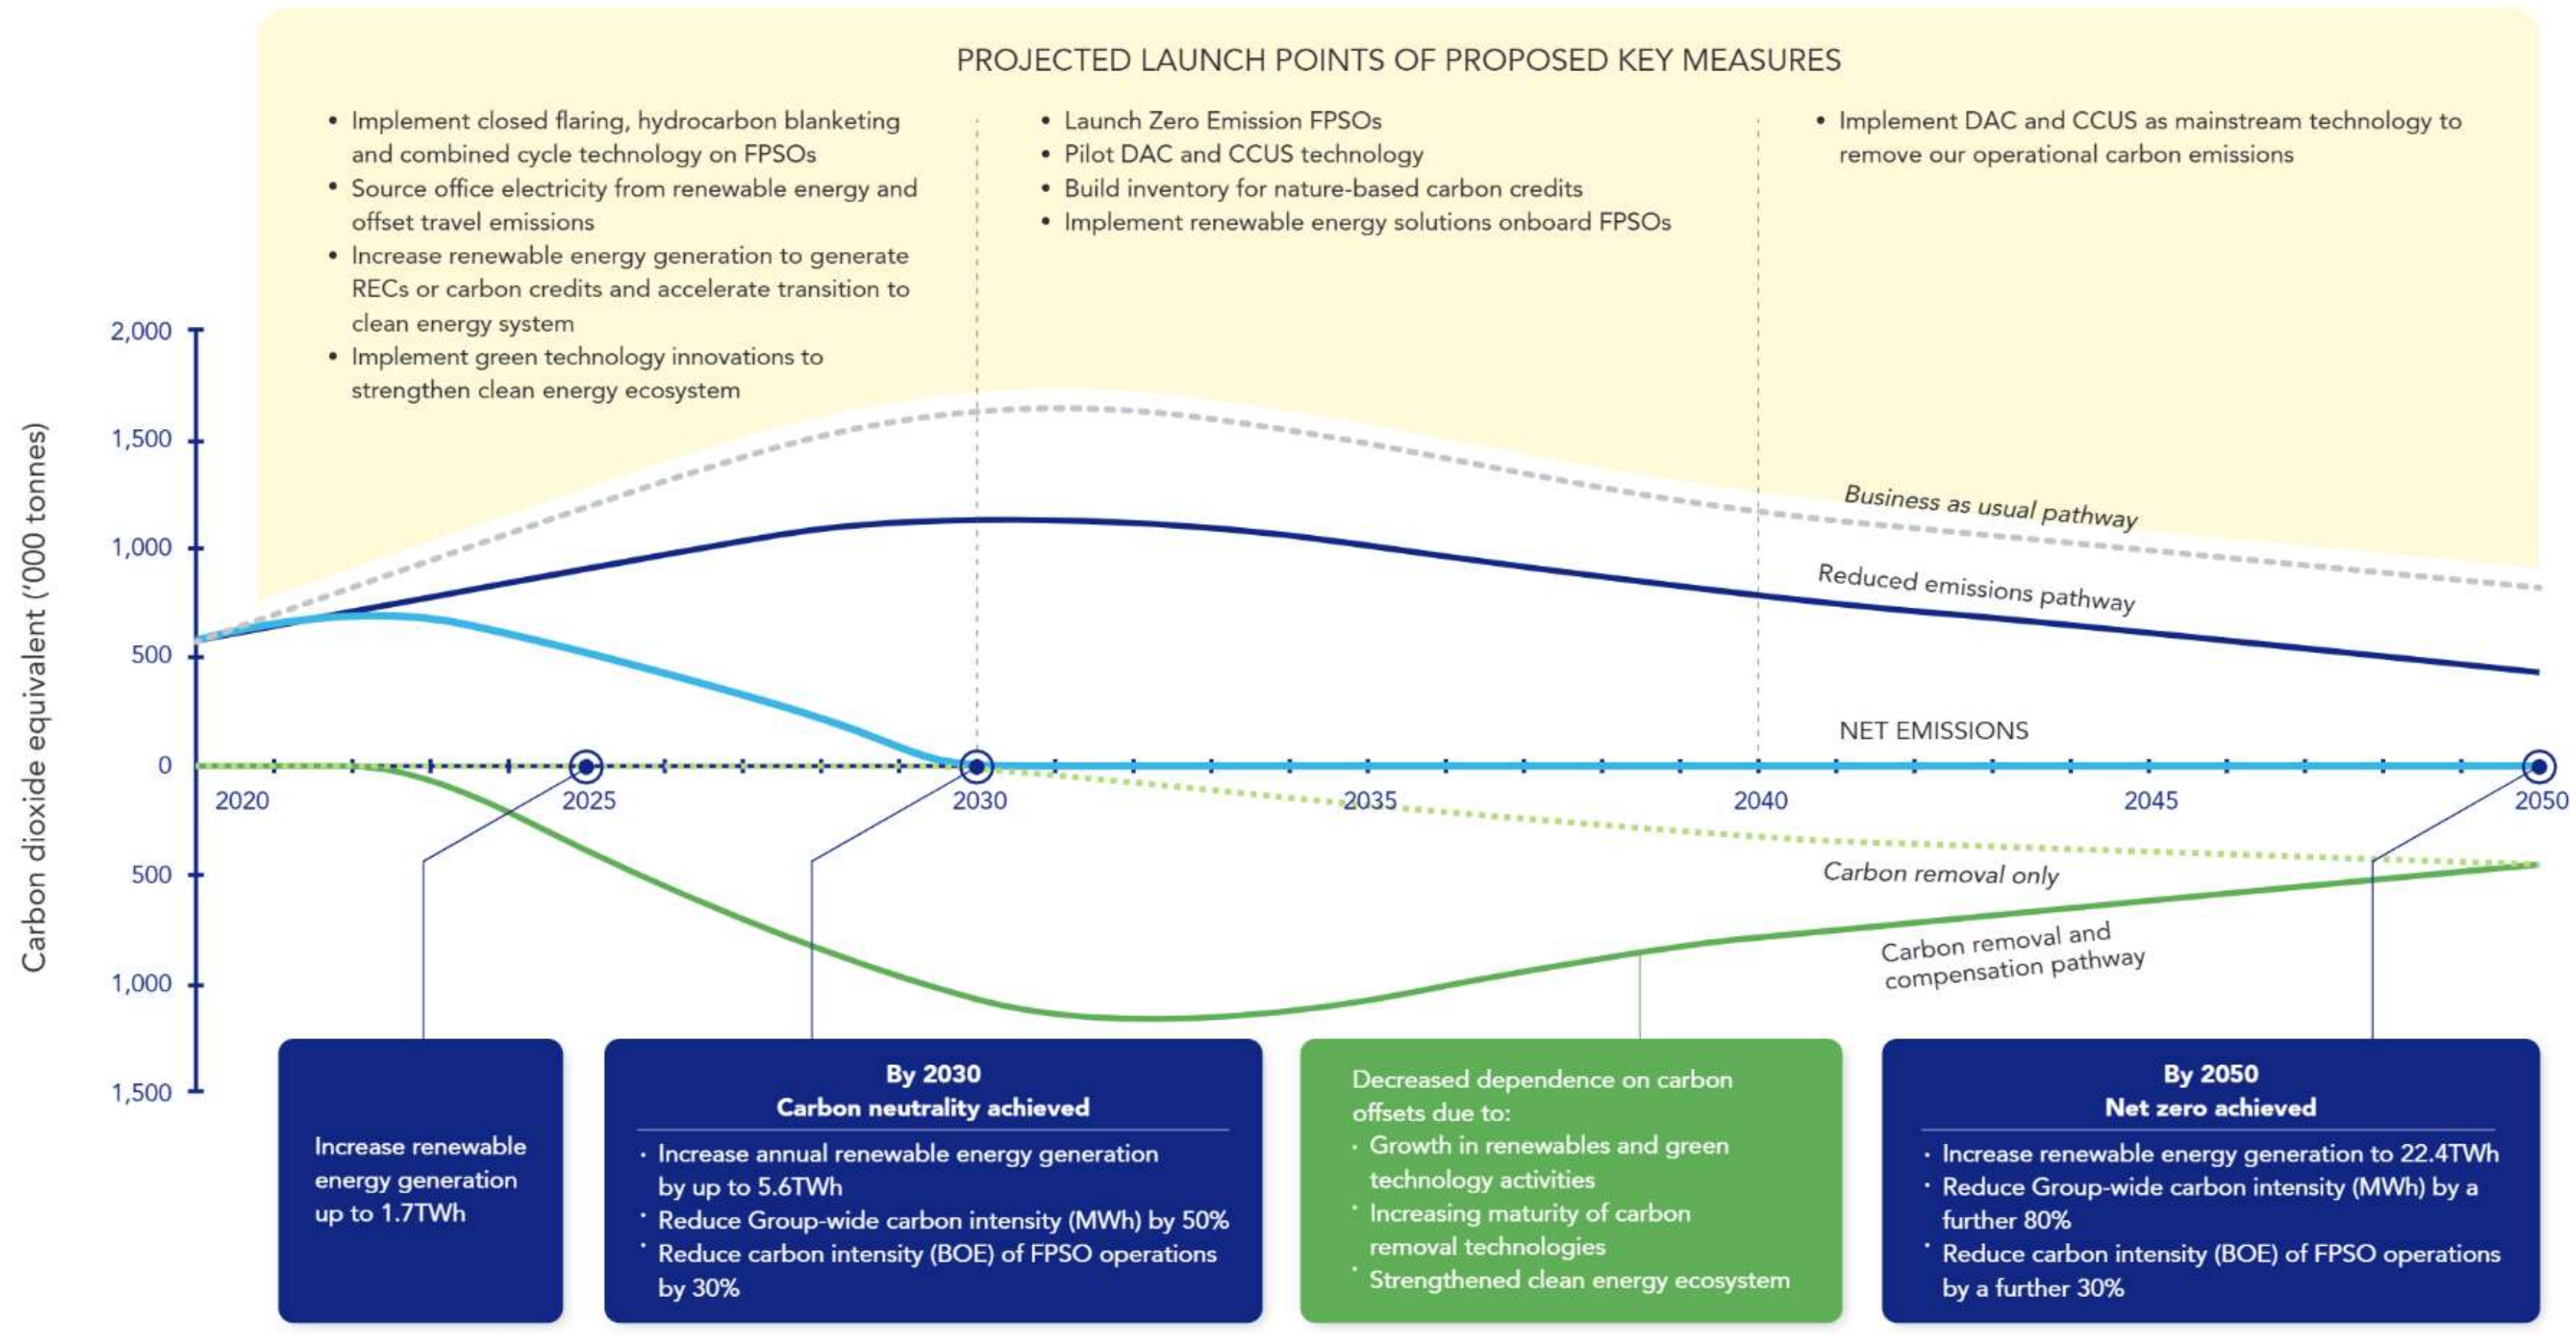 PROJECTED LAUNCH POINTS OF PROPOSED KEY MEASURES
• Implement closed flaring, hydrocarbon blanketing
and combined cycle technology on FPSOs
• Source office electricity from renewable energy and
offset travel emissions
• Increase renewable energy generation to generate
RECs or carbon credits and accelerate transition to
clean energy system
• Implement green technology innovations to
strengthen clean energy ecosystem
• Launch Zero Emission FPSOs
• Pilot DAC and CCUS technology
• Build inventory for nature-based carbon credits
• Implement renewable energy solutions onboard FPSOs
• Implement DAC and CCUS as mainstream technology to
remove our operational carbon emissions
Carbon dioxide equivalent ('000 tonnes)
2,000
1,500
1,000
500
0
500
1,000
1,500
Business as usual pathway
Reduced emissions pathway
NET EMISSIONS
2020
2025
2030
2035
2040
2045
2050
Carbon removal only
Carbon removal and
compensation pathway
Increase renewable
energy generation
up to 1.7TWh
By 2030
Carbon neutrality achieved
· Increase annual renewable energy generation
by up to 5.6TWh
· Reduce Group-wide carbon intensity (MWh) by 50%
· Reduce carbon intensity (BOE) of FPSO operations
by 30%
Decreased dependence on carbon
offsets due to:
· Growth in renewables and green
technology activities
· Increasing maturity of carbon
removal technologies
· Strengthened clean energy ecosystem
By 2050
Net zero achieved
· Increase renewable energy generation to 22.4TWh
· Reduce Group-wide carbon intensity (MWh) by a
further 80%
· Reduce carbon intensity (BOE) of FPSO operations
by a further 30%